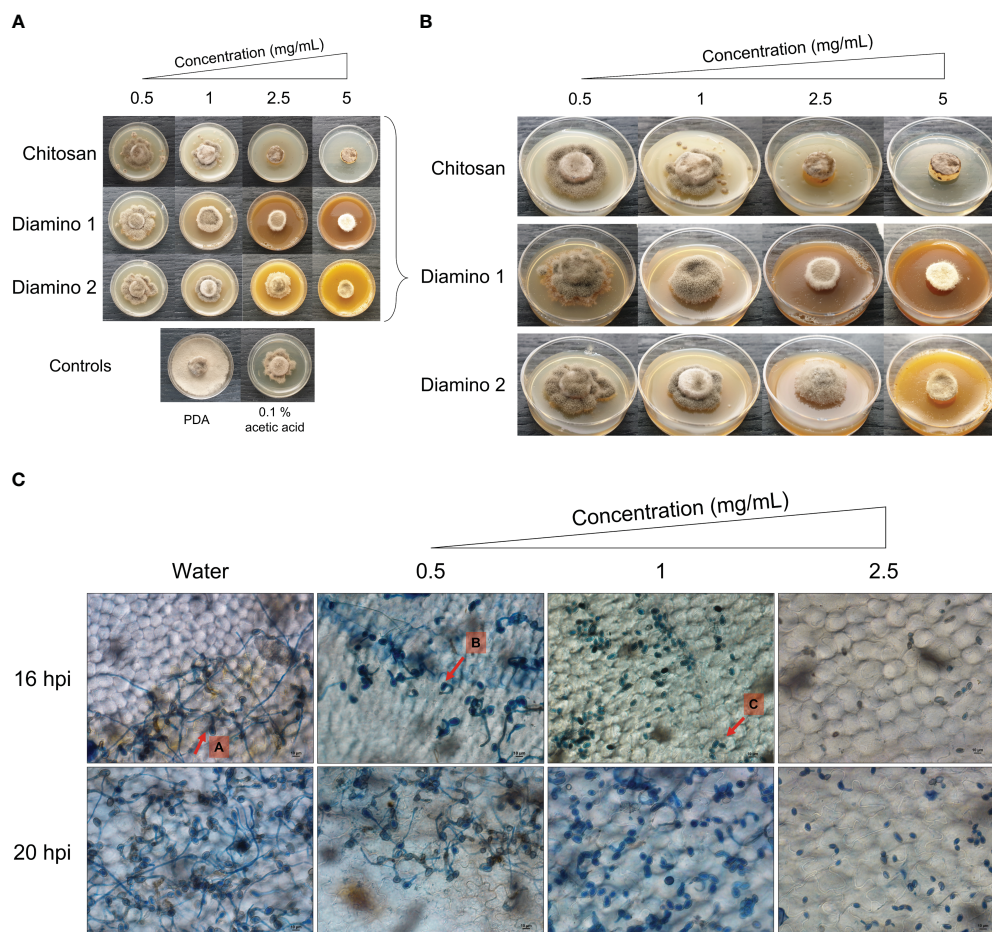 A
Concentration (mg/mL)
0.5 1 2.5 5
Chitosan
Diamino 1
Diamino 2
Controls
PDA
0.1 %
acetic acid
B
Concentration (mg/mL)
0.5 1 2.5 5
Chitosan
Diamino 1
Diamino 2
C
Concentration (mg/mL)
Water 0.5 1 2.5
16 hpi
A
B
C
20 hpi